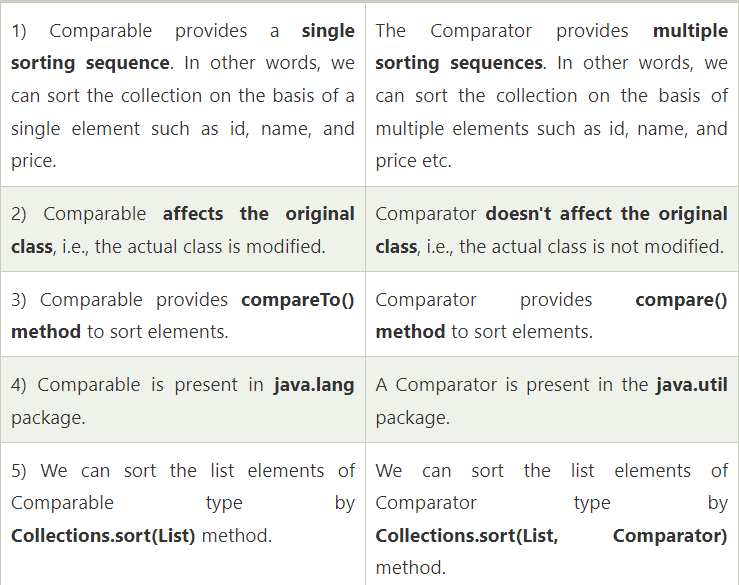 1) Comparable provides a single
sorting sequence. In other words, we
can sort the collection on the basis of a
single element such as id, name, and
price.
The Comparator provides multiple
sorting sequences. In other words, we
can sort the collection on the basis of
multiple elements such as id, name, and
price etc.
2) Comparable affects the original
class, i.e., the actual class is modified.
Comparator doesn't affect the original
class, i.e., the actual class is not modified.
3) Comparable provides compareTo()
method to sort elements.
Comparator provides compare()
method to sort elements.
4) Comparable is present in java.lang
package.
A Comparator is present in the java.util
package.
5) We can sort the list elements of
Comparable type by
Collections.sort(List) method.
We can sort the list elements of
Comparator type by
Collections.sort(List, Comparator)
method.